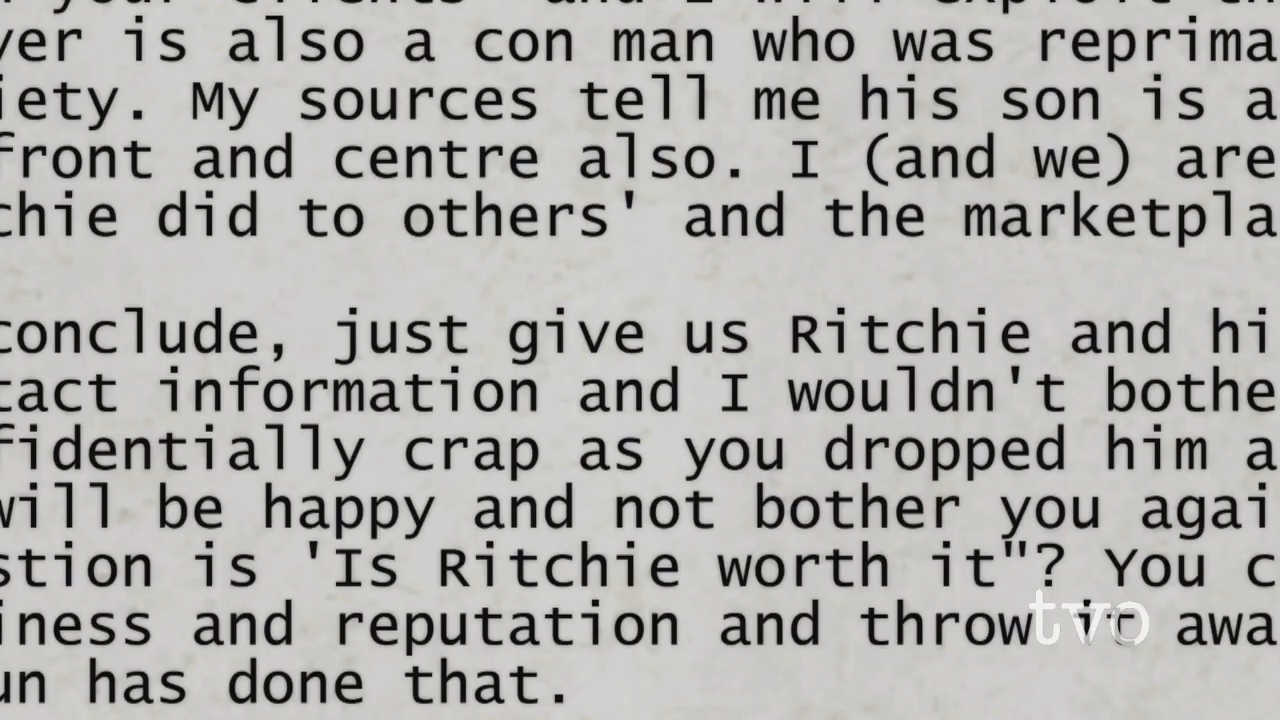 yer is also a con man who was reprima
iety. My sources tell me his son is a
front and centre also. I (and we) are
chie did to others' and the marketpla
conclude, just give us Ritchie and hi
tact information and I wouldn't bothe
fidentially crap as you dropped him a
will be happy and not bother you agai
stion is 'Is Ritchie worth it"? You c
iness and reputation and throw it awa
un has done that.
tvo